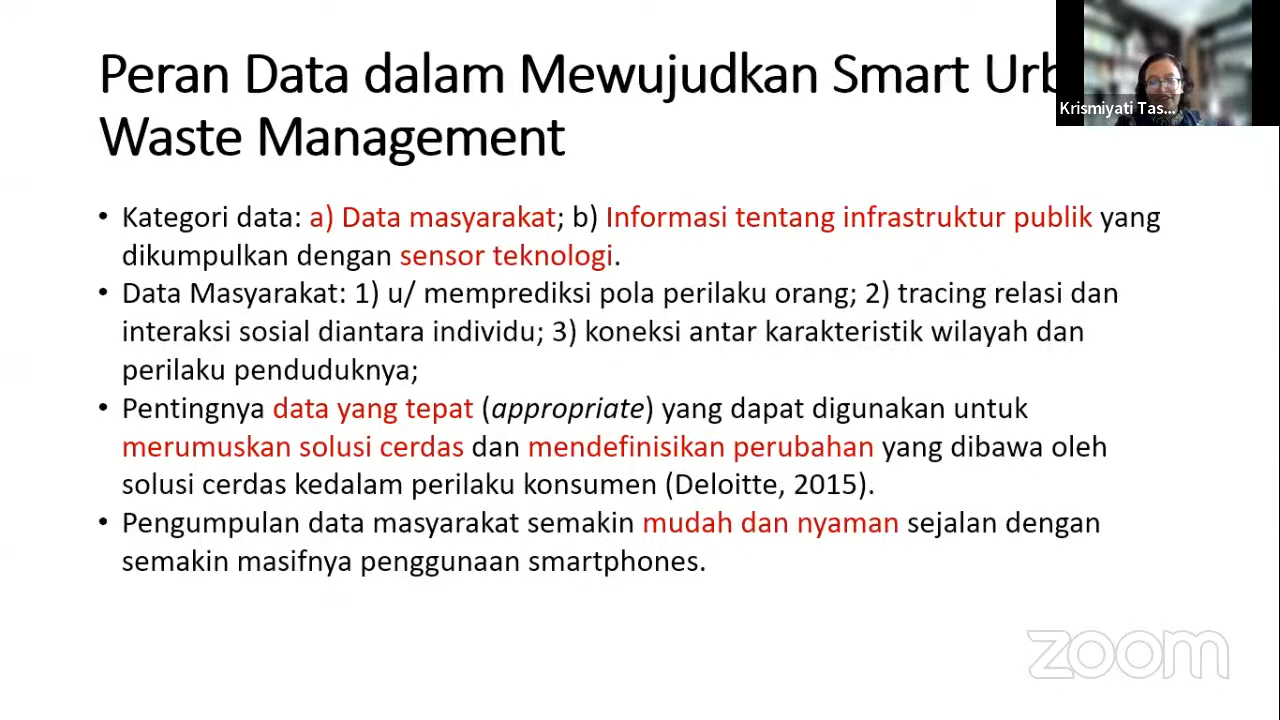 Peran Data dalam Mewujudkan Smart Urb
Waste Management
Krismiyati Tas...
• Kategori data: a) Data masyarakat; b) Informasi tentang infrastruktur publik yang
dikumpulkan dengan sensor teknologi.
• Data Masyarakat: 1) u/ memprediksi pola perilaku orang; 2) tracing relasi dan
interaksi sosial diantara individu; 3) koneksi antar karakteristik wilayah dan
perilaku penduduknya;
• Pentingnya data yang tepat (appropriate) yang dapat digunakan untuk
merumuskan solusi cerdas dan mendefinisikan perubahan yang dibawa oleh
solusi cerdas kedalam perilaku konsumen (Deloitte, 2015).
• Pengumpulan data masyarakat semakin mudah dan nyaman sejalan dengan
semakin masifnya penggunaan smartphones.
zoom